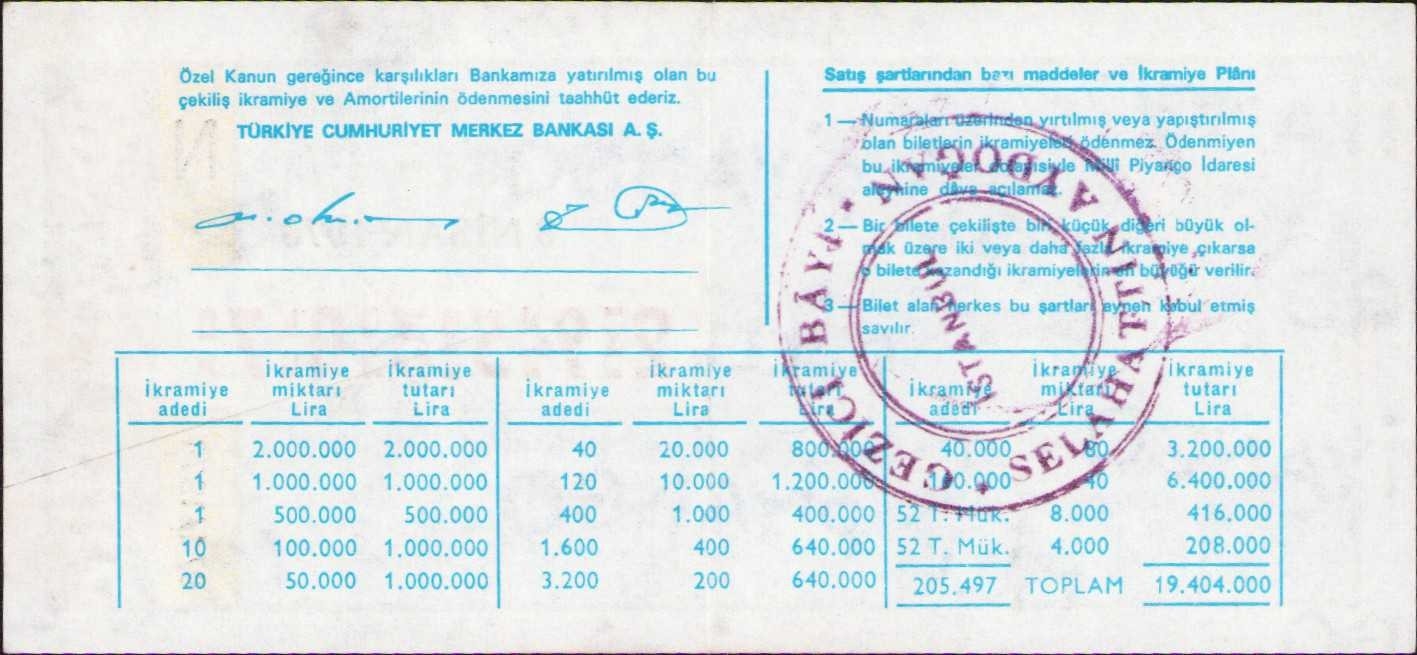 Özel Kanun gereğince karşılıkları Bankamıza yatırılmış olan bu
çekiliş ikramiye ve Amortilerinin ödenmesini taahhüt ederiz.
TÜRKİYE CUMHURİYET MERKEZ BANKASI A. Ş.
Satış şartlarından bazı maddeler ve İkramiye Plânı
1 — Numaraları üzerinden yırtılmış veya yapıştırılmış
olan biletlerin ikramiyeleri ödenmez. Ödenmiyen
bu ikramiyeler dolayısiyle Millî Piyango İdaresi
aleyhine dâva açılamaz.
2 — Bir bilete çekilişte biri küçük diğeri büyük ol-
mak üzere iki veya daha fazla ikramiye çıkarsa
o bilete kazandığı ikramiyelerin en büyüğü verilir.
3 — Bilet alan herkes bu şartları aynen kabul etmiş
sayılır.
GEZİCİ BÂYİ • SELAHATTİN AYDOĞAN •
İSTANBUL
İkramiye adedi İkramiye miktarı Lira İkramiye tutarı Lira İkramiye adedi İkramiye miktarı Lira İkramiye tutarı Lira İkramiye adedi İkramiye miktarı Lira İkramiye tutarı Lira
1 2.000.000 2.000.000 40 20.000 800.000 40.000 80 3.200.000
1 1.000.000 1.000.000 120 10.000 1.200.000 160.000 40 6.400.000
1 500.000 500.000 400 1.000 400.000 52 T. Mük. 8.000 416.000
10 100.000 1.000.000 1.600 400 640.000 52 T. Mük. 4.000 208.000
20 50.000 1.000.000 3.200 200 640.000 205.497 TOPLAM 19.404.000